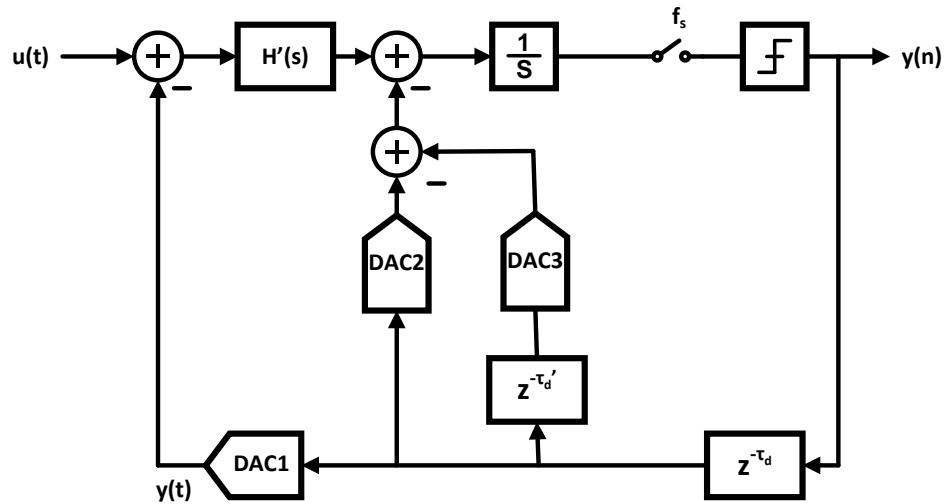 f_s
u(t)
−
H'(s)
−
1
S
y(n)
−
DAC2
DAC3
z^-τ_d'
DAC1
y(t)
z^-τ_d